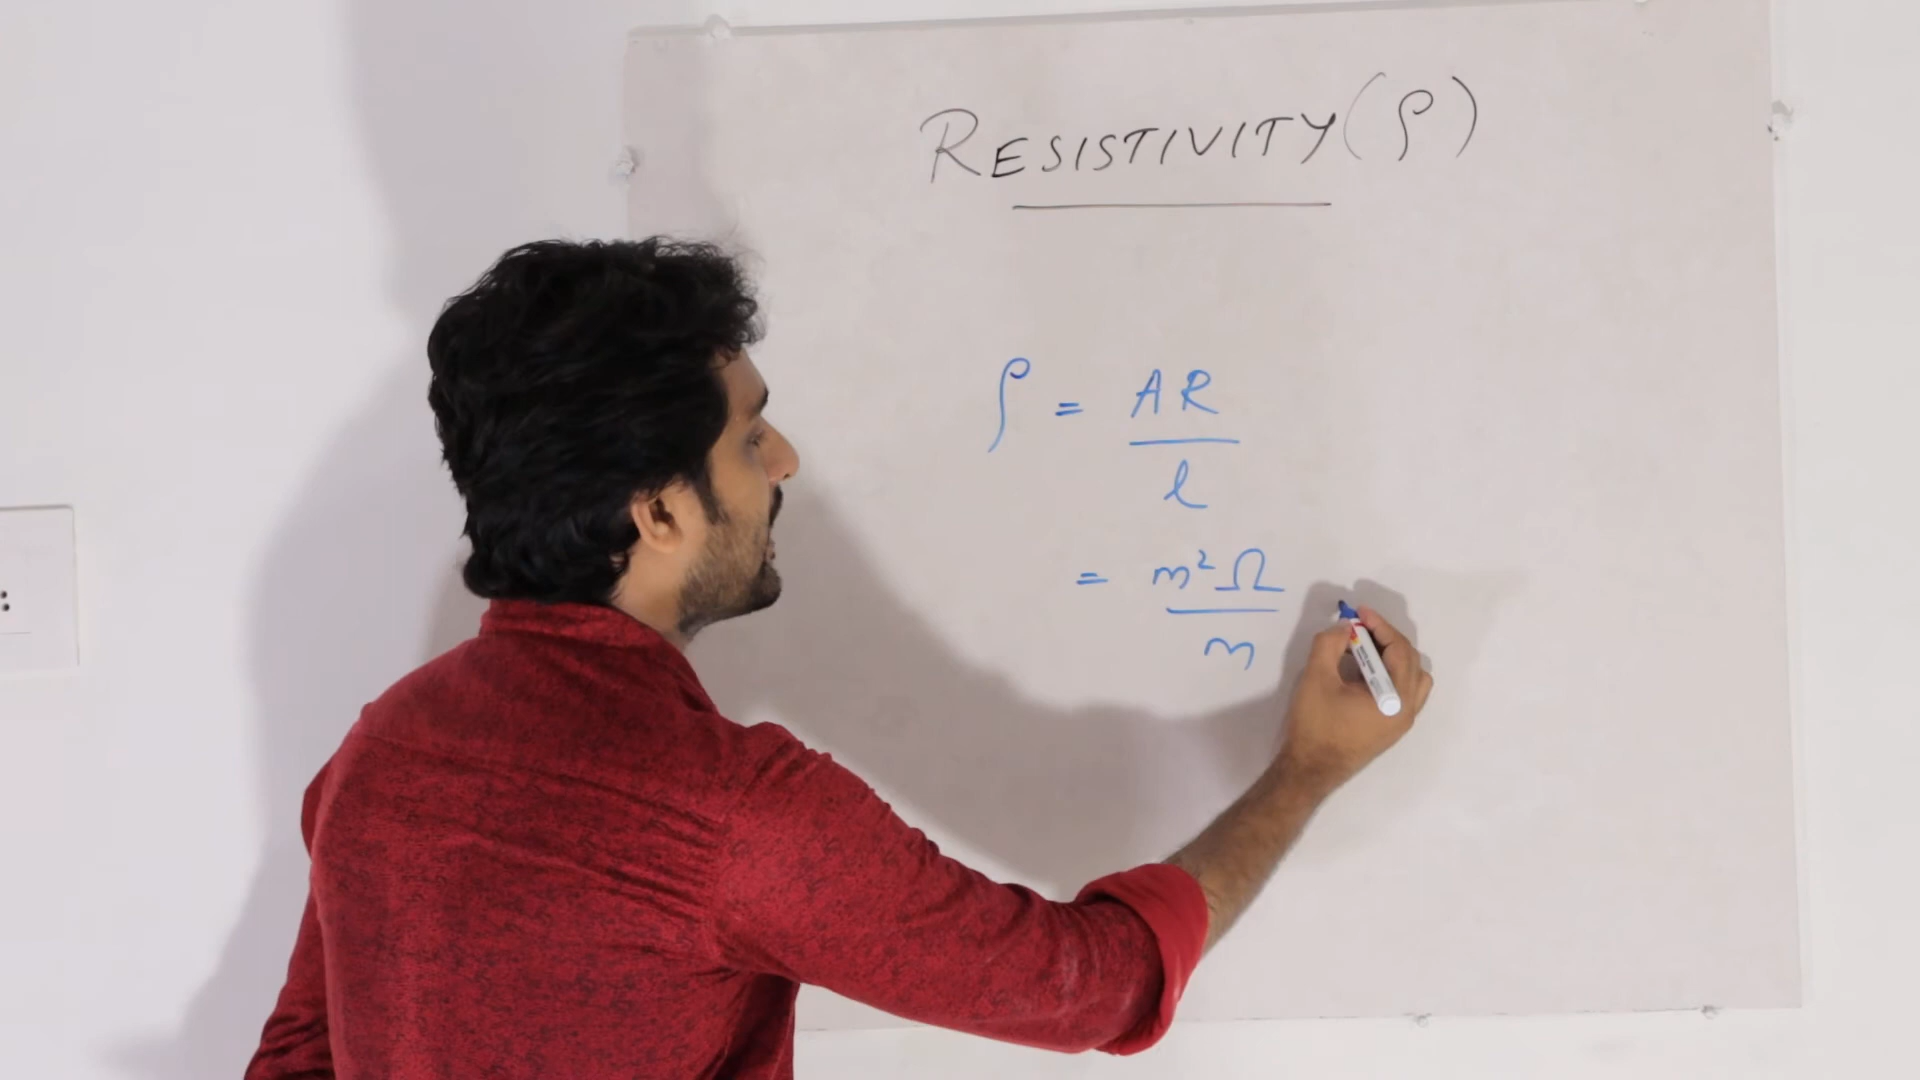 RESISTIVITY(ρ)
ρ = AR
l
= m²Ω
m